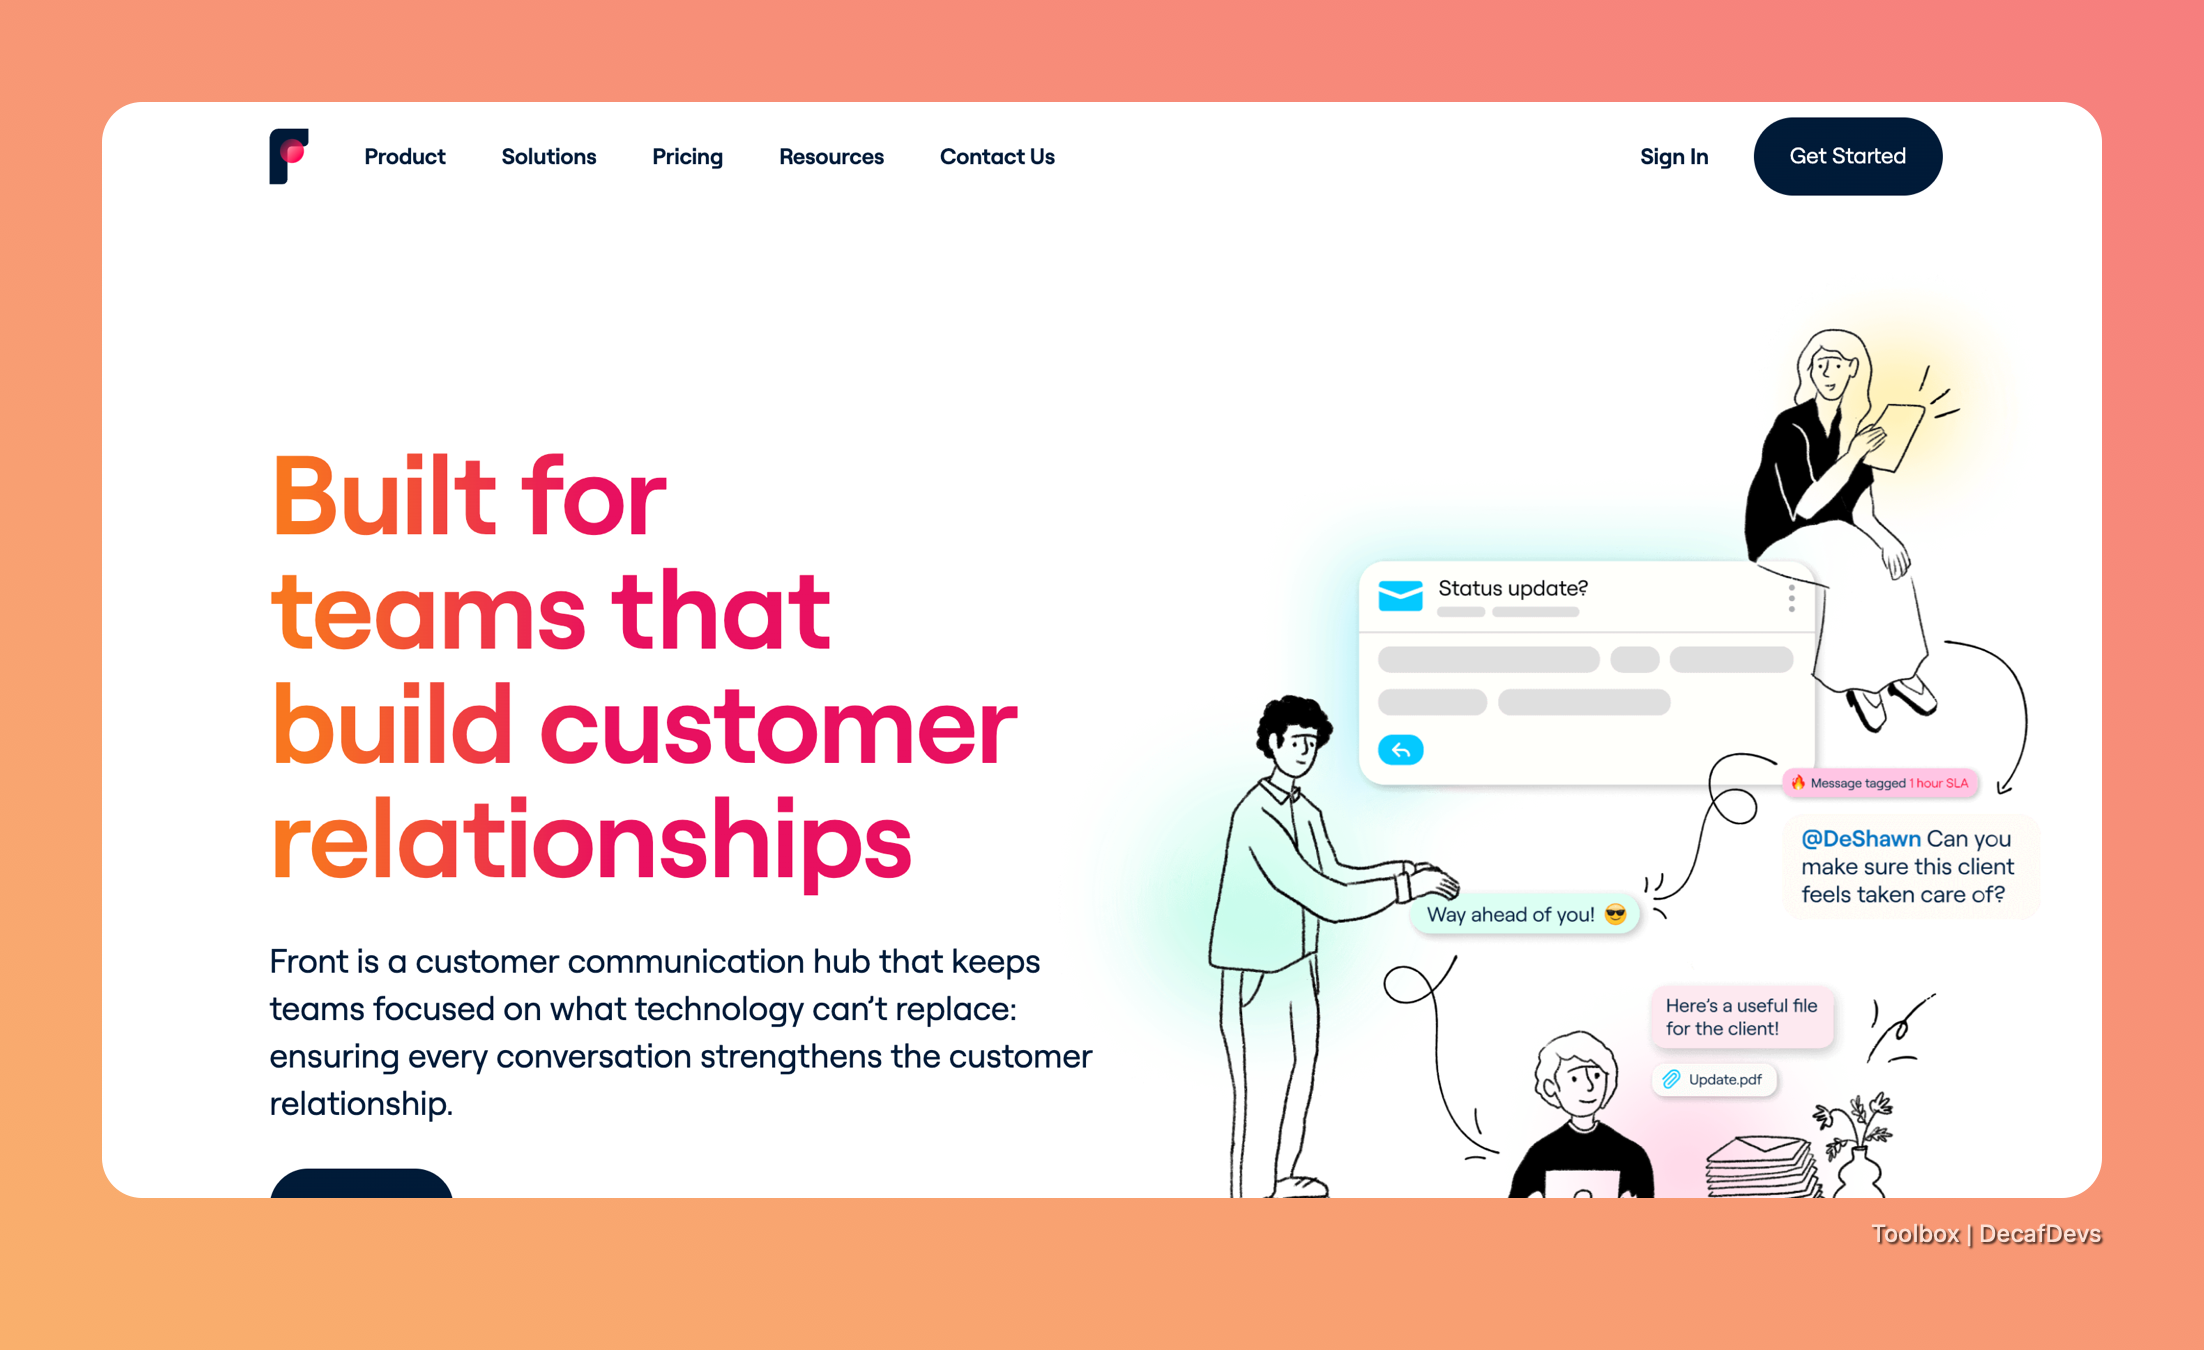 Product
Solutions
Pricing
Resources
Contact Us
Sign In
Get Started
Built for
teams that
build customer
relationships
Front is a customer communication hub that keeps
teams focused on what technology can’t replace:
ensuring every conversation strengthens the customer
relationship.
Status update?
🔥 Message tagged 1 hour SLA
@DeShawn Can you
make sure this client
feels taken care of?
Way ahead of you! 😎
Here’s a useful file
for the client!
Update.pdf
Toolbox | DecafDevs